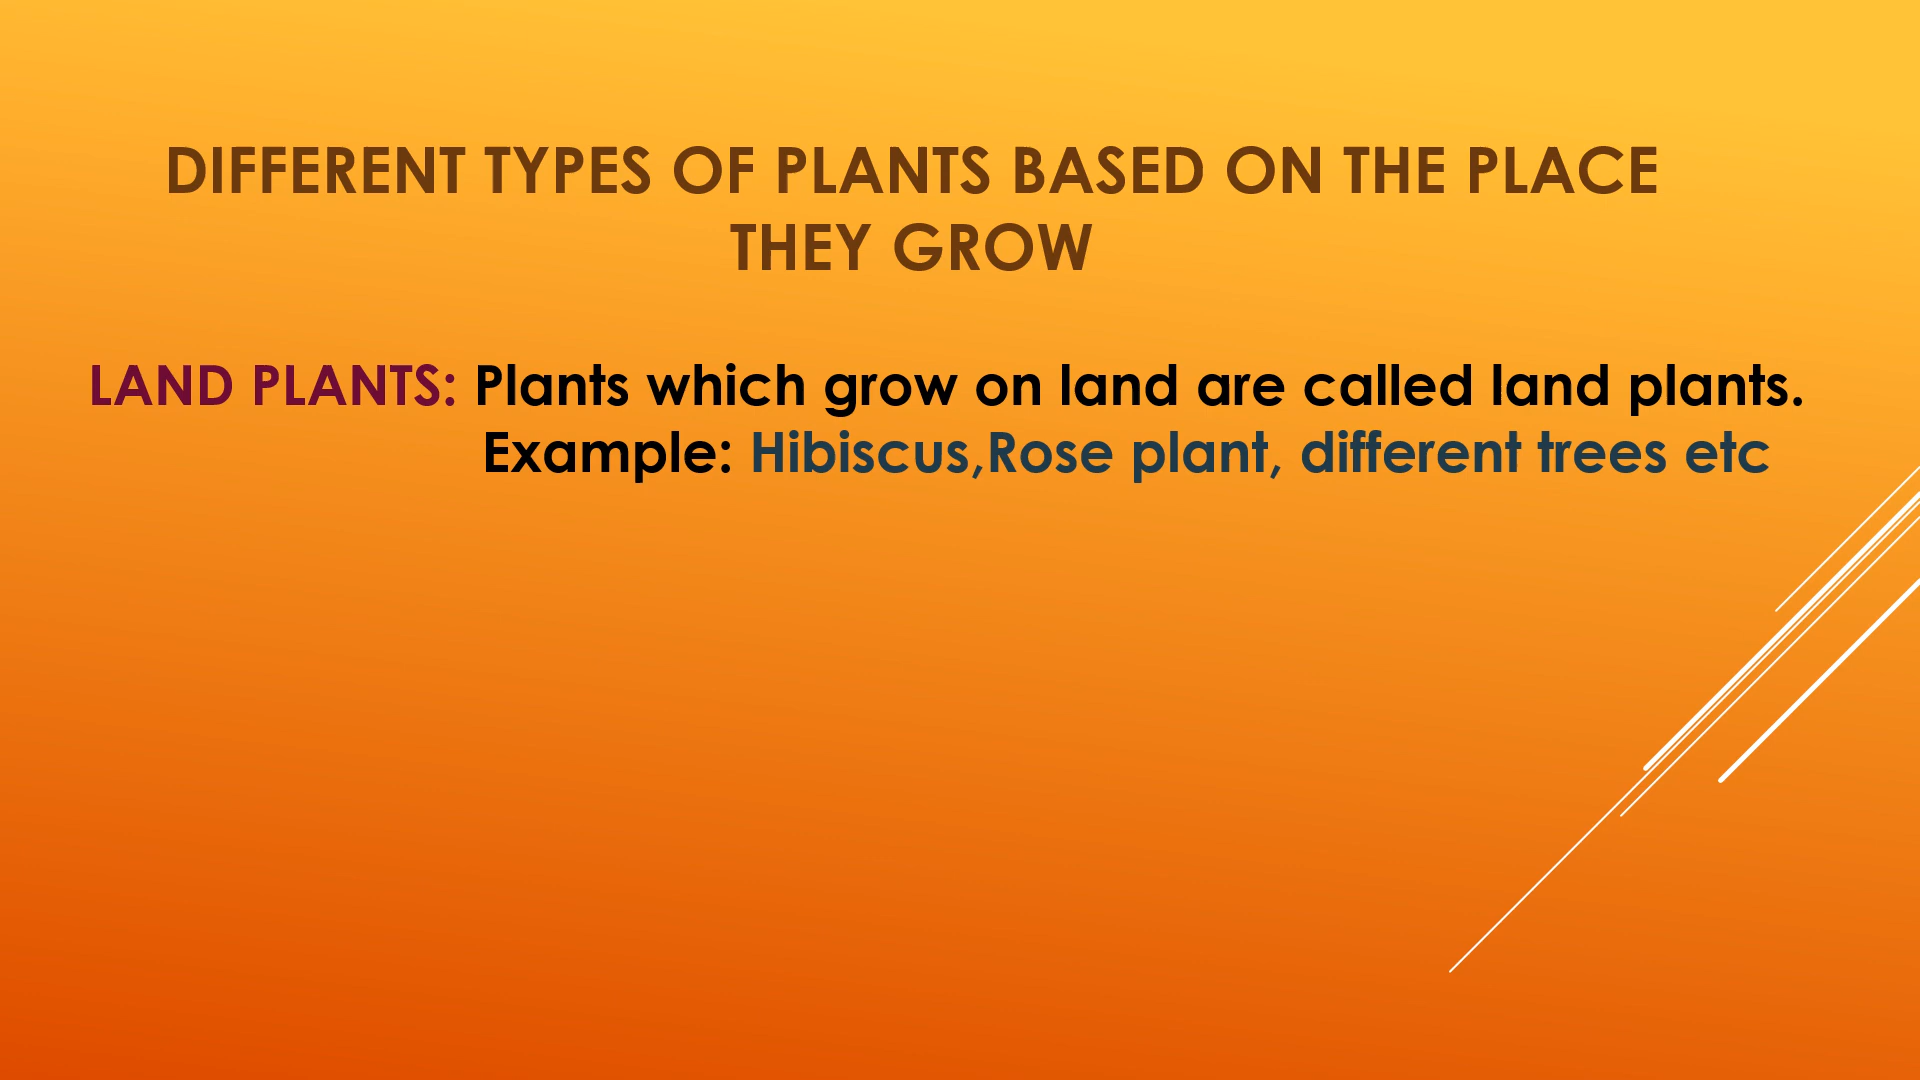 DIFFERENT TYPES OF PLANTS BASED ON THE PLACE
THEY GROW
LAND PLANTS: Plants which grow on land are called land plants.
Example: Hibiscus,Rose plant, different trees etc